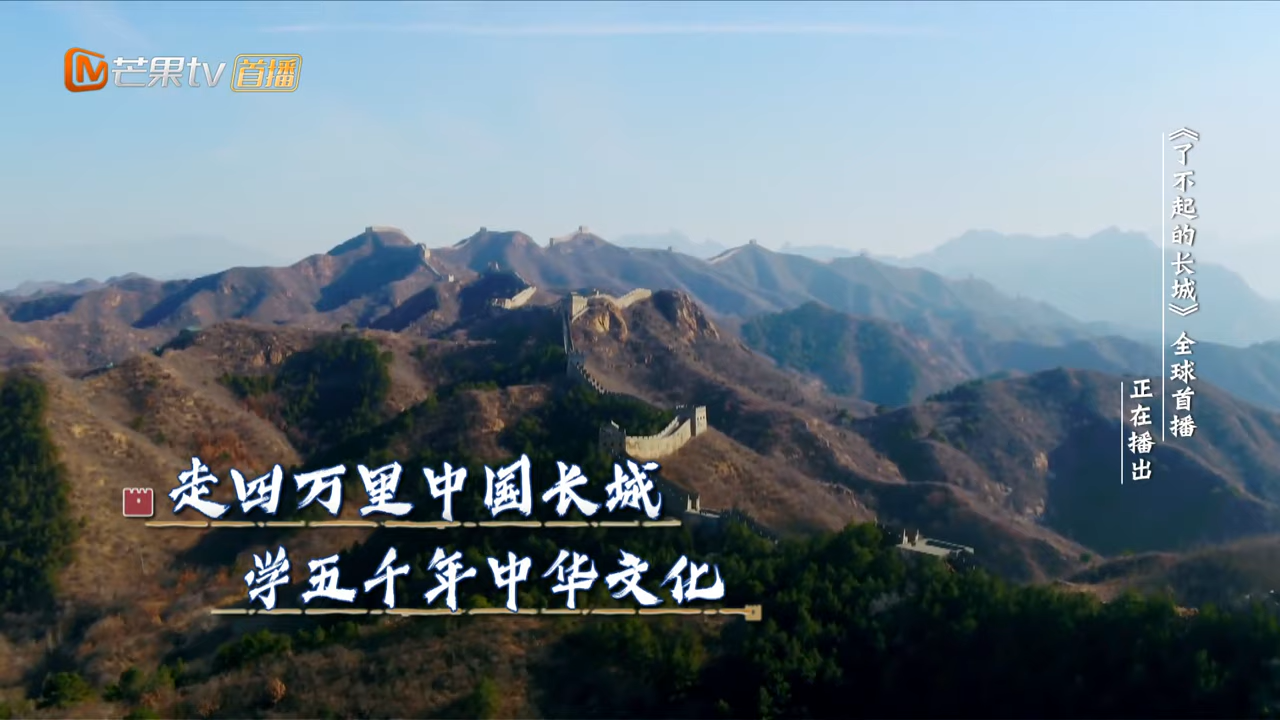 芒果tv 首播
《了不起的长城》全球首播
正在播出
走四万里中国长城
学五千年中华文化